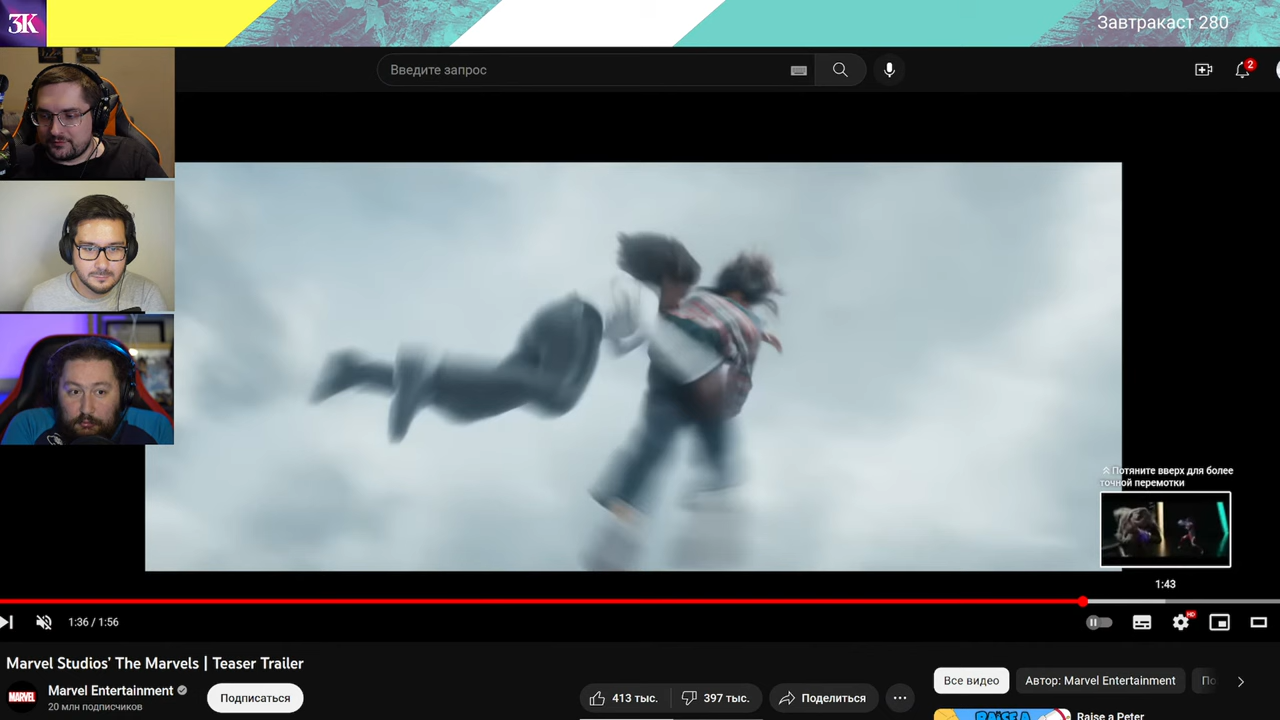 3K
Завтракаст 280
Введите запрос
2
Потяните вверх для более
точной перемотки
1:43
1:36 / 1:56
HD
Marvel Studios' The Marvels | Teaser Trailer
MARVEL
Marvel Entertainment
20 млн подписчиков
Подписаться
413 тыс.
397 тыс.
Поделиться
Все видео
Автор: Marvel Entertainment
По
RAISE A
Raise a Peter